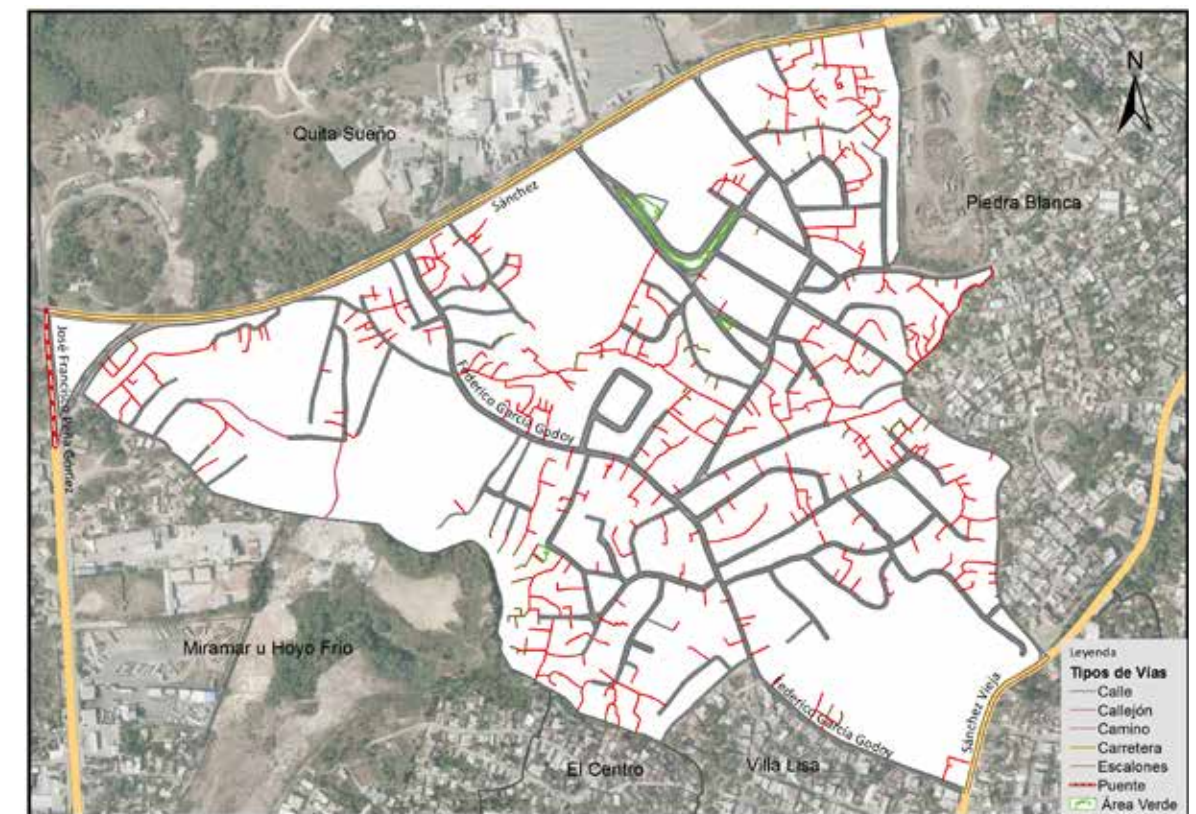 N
Quita Sueño
Sánchez
Piedra Blanca
José Francisco Peña Gómez
Federico García Godoy
Miramar u Hoyo Frio
El Centro
Villa Lisa
Federico García Godoy
Sánchez Vieja
Leyenda
Tipos de Vías
Calle
Callejón
Camino
Carretera
Escalones
Puente
Área Verde